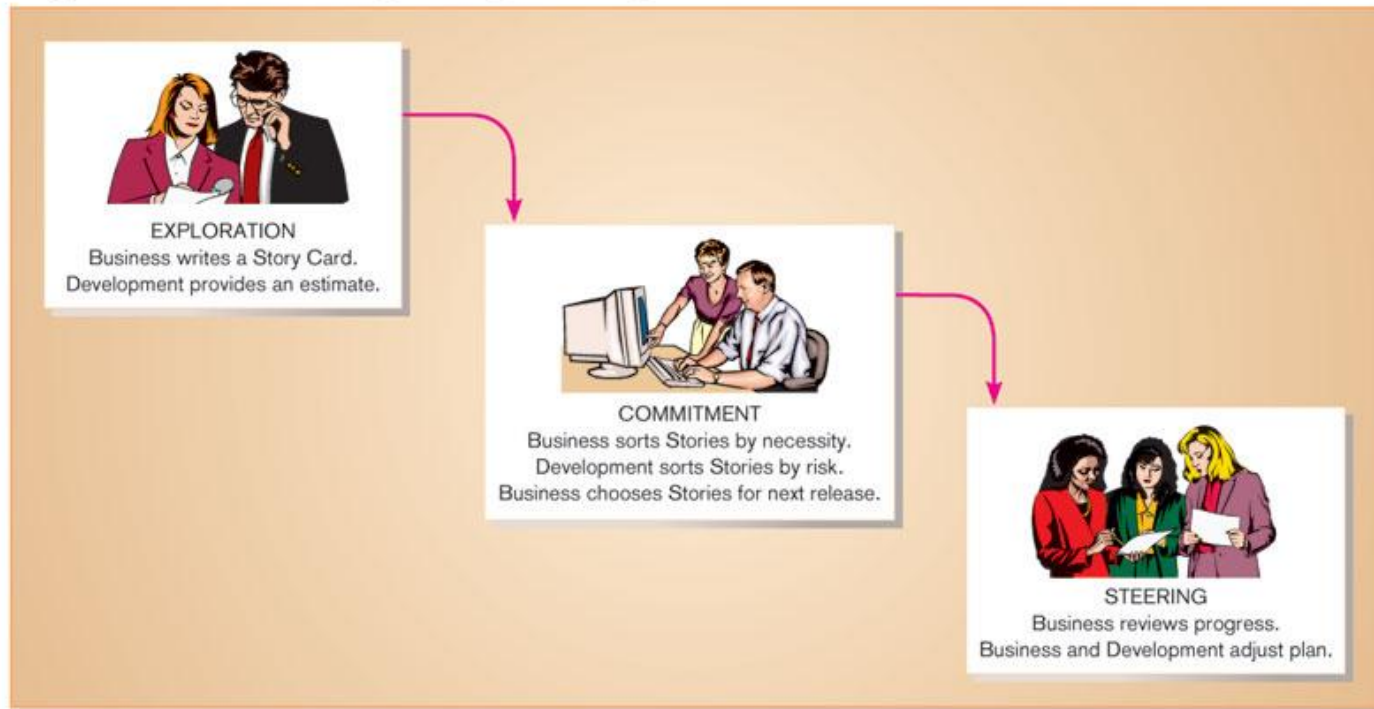 EXPLORATION
Business writes a Story Card.
Development provides an estimate.
COMMITMENT
Business sorts Stories by necessity.
Development sorts Stories by risk.
Business chooses Stories for next release.
STEERING
Business reviews progress.
Business and Development adjust plan.